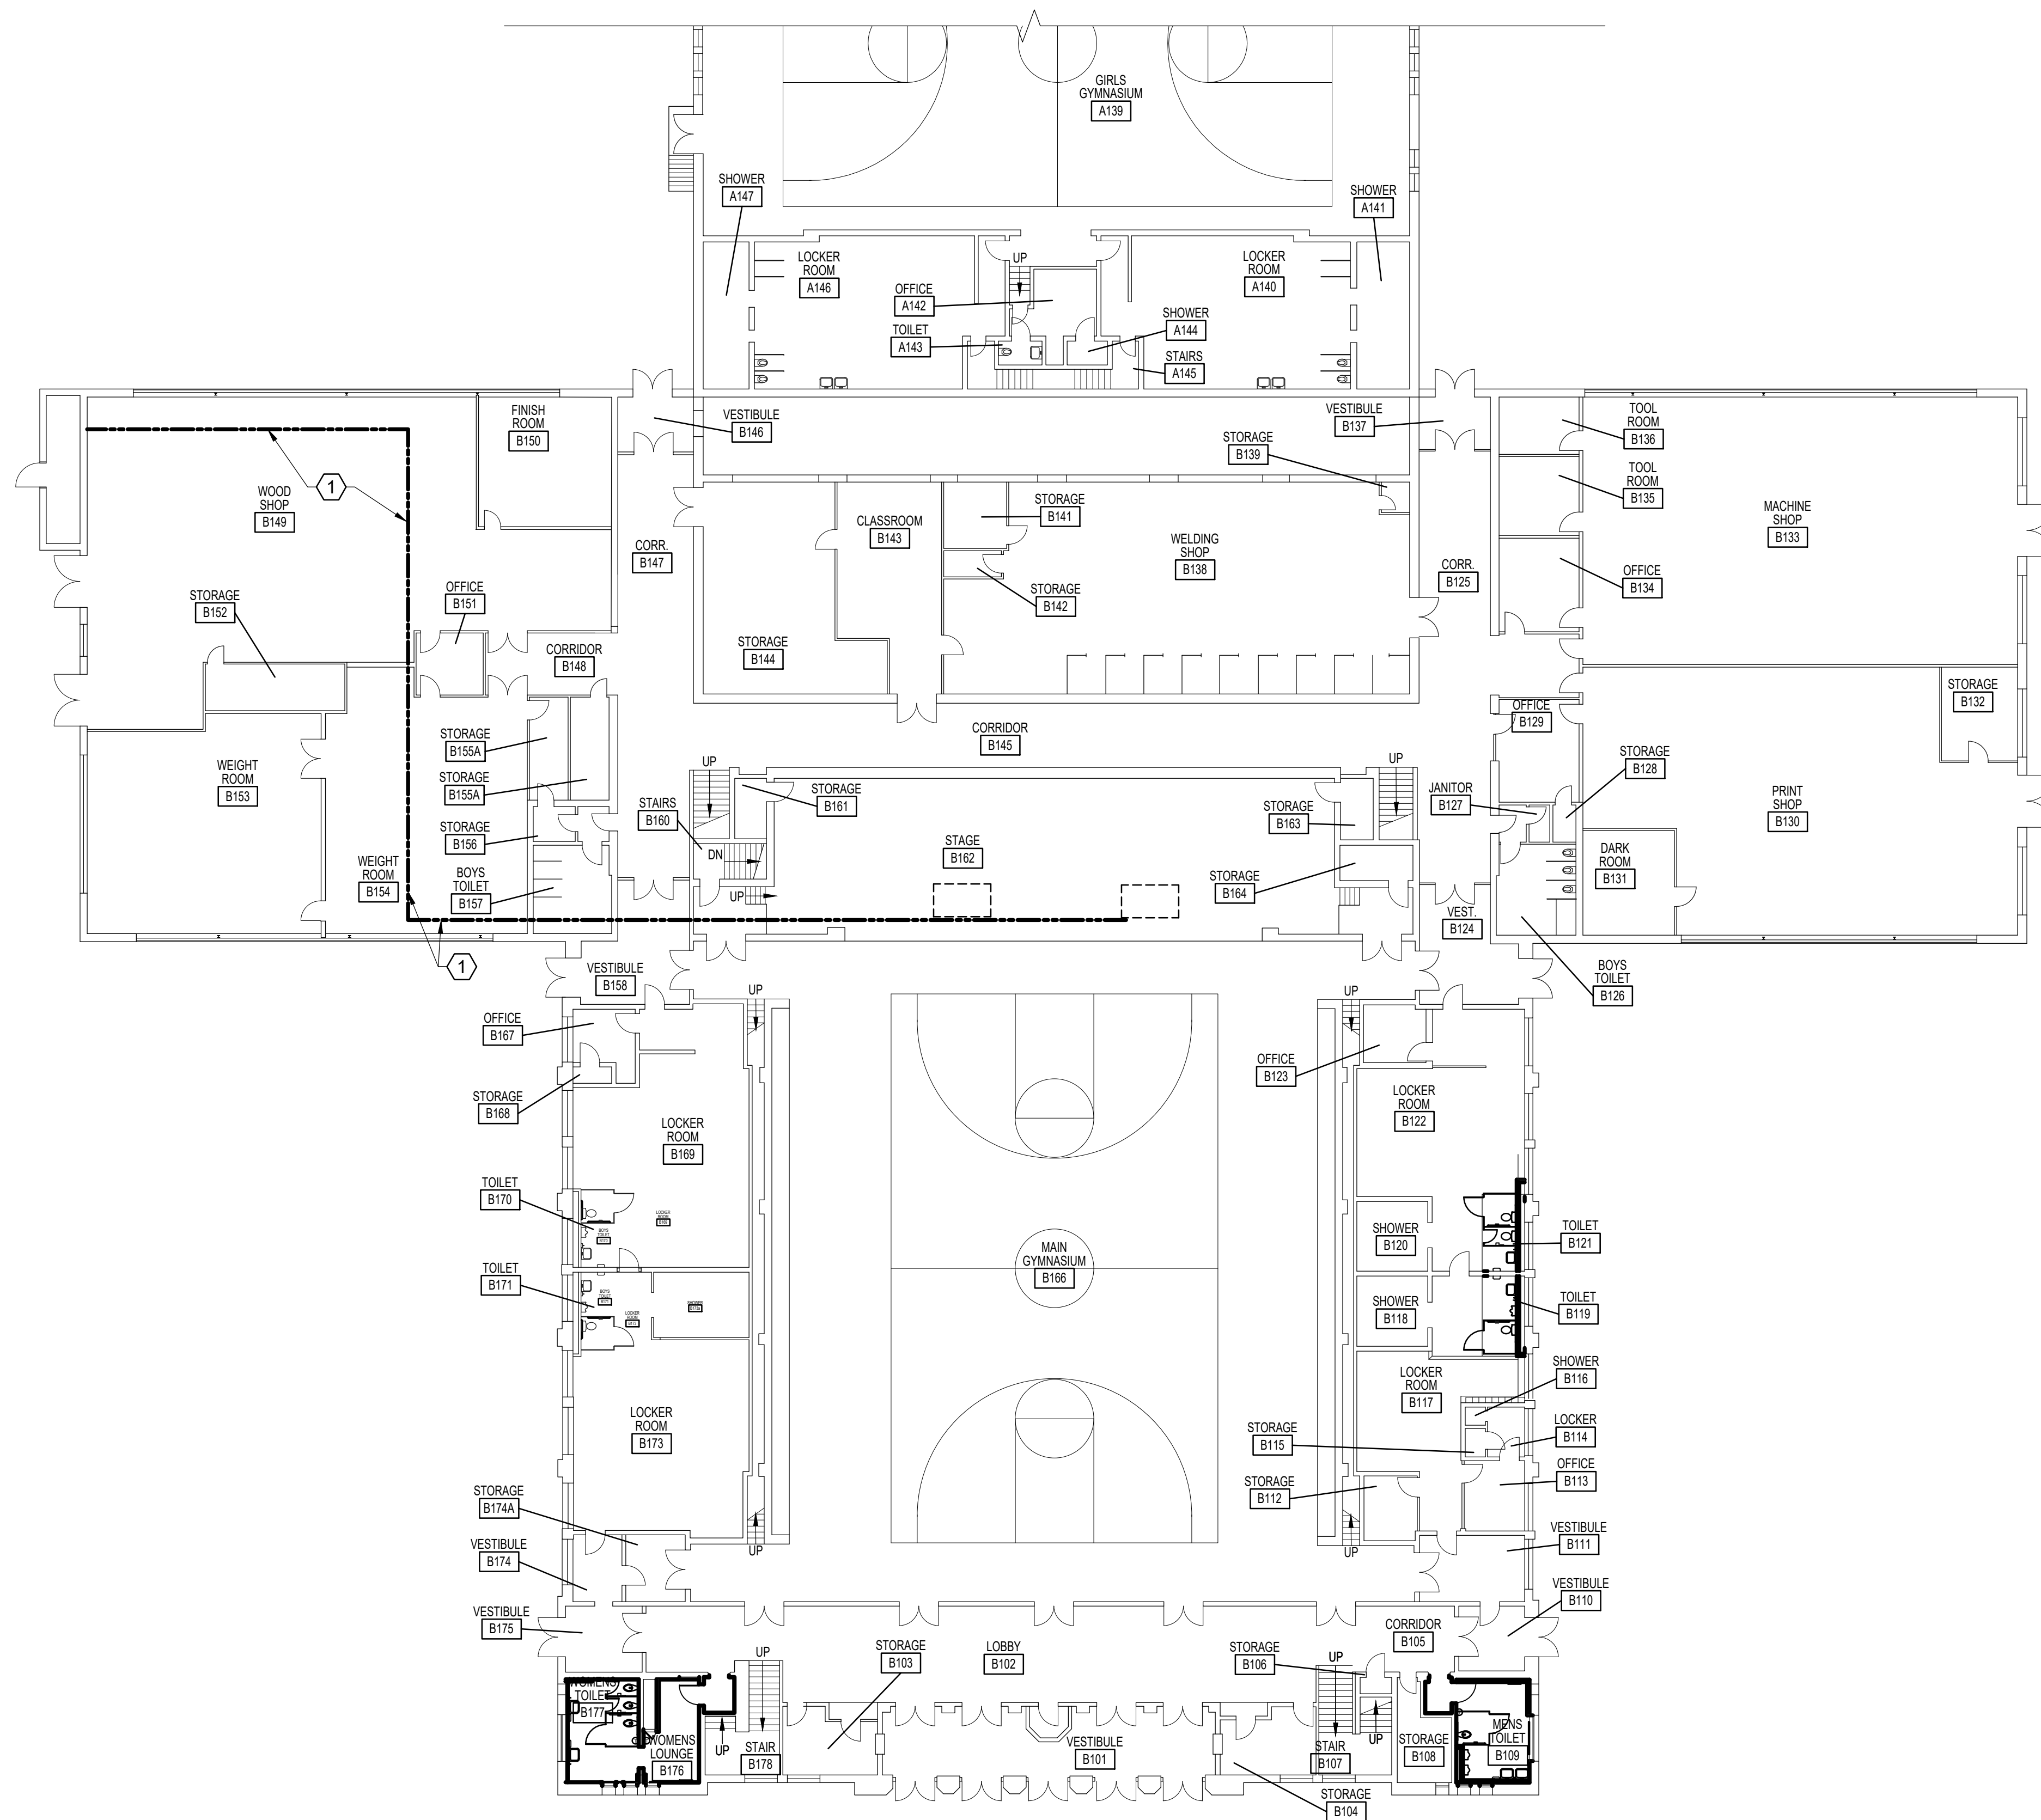 GIRLS
GYMNASIUM
A139
SHOWER
A147
SHOWER
A141
LOCKER
ROOM
A146
UP
LOCKER
ROOM
A140
OFFICE
A142
SHOWER
A144
TOILET
A143
STAIRS
A145
FINISH
ROOM
B150
VESTIBULE
B146
VESTIBULE
B137
TOOL
ROOM
B136
STORAGE
B139
TOOL
ROOM
B135
1
WOOD
SHOP
B149
STORAGE
B141
CLASSROOM
B143
MACHINE
SHOP
B133
WELDING
SHOP
B138
CORR.
B147
CORR.
B125
OFFICE
B134
OFFICE
B151
STORAGE
B152
STORAGE
B142
STORAGE
B144
CORRIDOR
B148
STORAGE
B132
OFFICE
B129
STORAGE
B155A
CORRIDOR
B145
UP
UP
STORAGE
B128
WEIGHT
ROOM
B153
STORAGE
B155A
STORAGE
B161
JANITOR
B127
PRINT
SHOP
B130
STAIRS
B160
STORAGE
B163
STORAGE
B156
DN
STAGE
B162
DARK
ROOM
B131
WEIGHT
ROOM
B154
BOYS
TOILET
B157
STORAGE
B164
UP
VEST.
B124
1
VESTIBULE
B158
BOYS
TOILET
B126
UP
UP
OFFICE
B167
OFFICE
B123
STORAGE
B168
LOCKER
ROOM
B122
LOCKER
ROOM
B169
TOILET
B170
LOCKER
ROOM
BOYS
TOILET
SHOWER
B120
TOILET
B121
MAIN
GYMNASIUM
B166
TOILET
B171
BOYS
TOILET
SHOWER
LOCKER
ROOM
SHOWER
B118
TOILET
B119
SHOWER
B116
LOCKER
ROOM
B117
LOCKER
ROOM
B173
STORAGE
B115
LOCKER
B114
OFFICE
B113
STORAGE
B112
STORAGE
B174A
VESTIBULE
B174
UP
UP
VESTIBULE
B111
VESTIBULE
B110
VESTIBULE
B175
CORRIDOR
B105
STORAGE
B103
LOBBY
B102
STORAGE
B106
UP
UP
WOMENS
TOILET
B177
WOMENS
LOUNGE
B176
UP
STAIR
B178
VESTIBULE
B101
STAIR
B107
UP
STORAGE
B108
MENS
TOILET
B109
STORAGE
B104